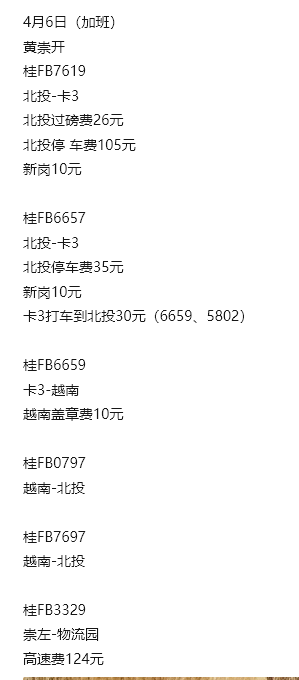 4月6日（加班）
黄崇开
桂FB7619
北投-卡3
北投过磅费26元
北投停 车费105元
新岗10元
桂FB6657
北投-卡3
北投停车费35元
新岗10元
卡3打车到北投30元（6659、5802）
桂FB6659
卡3-越南
越南盖章费10元
桂FB0797
越南-北投
桂FB7697
越南-北投
桂FB3329
崇左-物流园
高速费124元